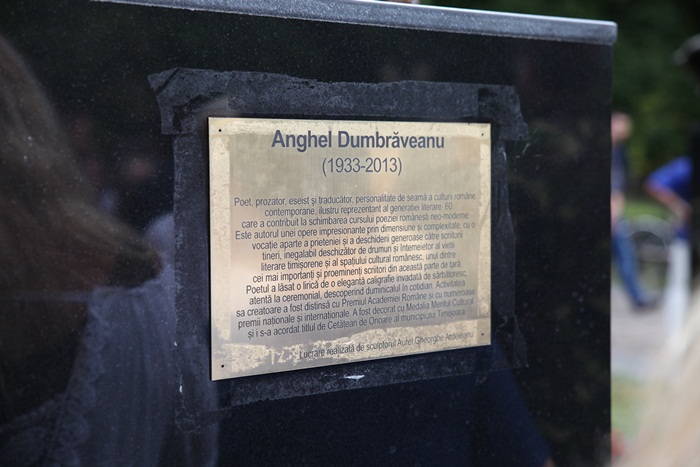 Anghel Dumbrăveanu
(1933-2013)
Poet, prozator, eseist și traducător, personalitate de seamă a culturii române
contemporane, ilustru reprezentant al generației literare, 60
care a contribuit la schimbarea cursului poeziei românești neo-moderne.
Este autorul unei opere impresionante prin dimensiune și complexitate, cu o
vocație aparte a prieteniei și a deschiderii generoase către scriitorii
tineri, inegalabil deschizător de drumuri și întemeietor al vieții
literare timișorene și al spațiului cultural românesc, unul dintre
cei mai importanți și proeminenți scriitori din această parte de țară.
Poetul a lăsat o lirică de o elegantă caligrafie invadată de sărbătoresc,
atentă la ceremonial, descoperind duminicalul în cotidian. Activitatea
sa creatoare a fost distinsă cu Premiul Academiei Române și cu numeroase
premii naționale și internaționale. A fost decorat cu Medalia Meritul Cultural
și i s-a acordat titlul de Cetățean de Onoare al municipiului Timișoara
Lucrare realizată de sculptorul Aurel Gheorghe Ardeleanu